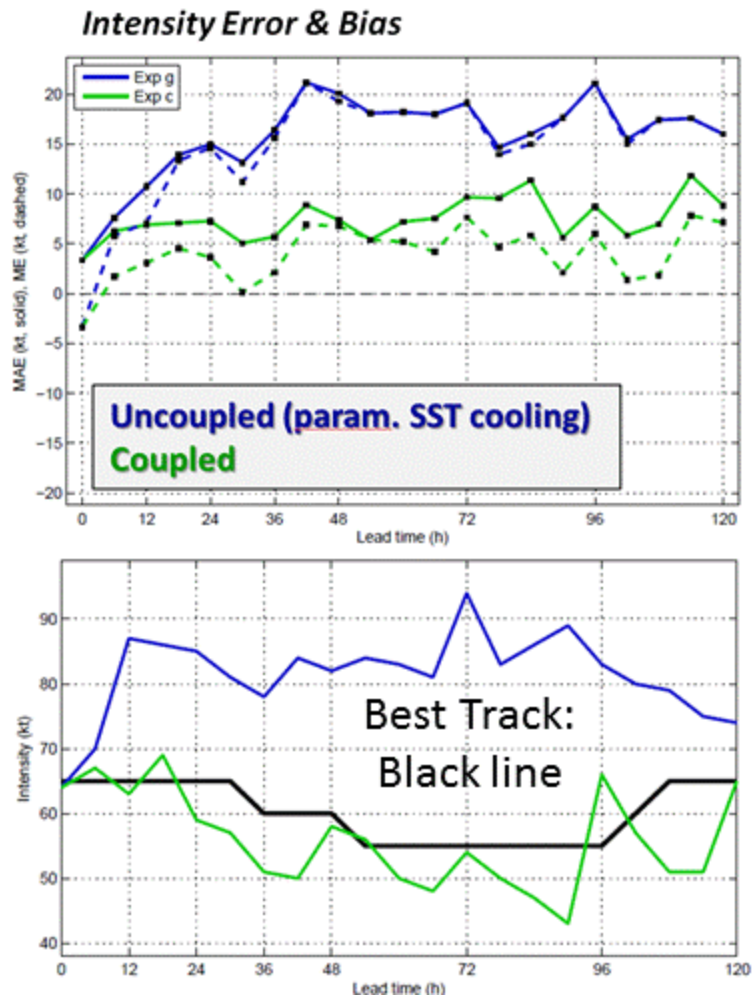 Intensity Error & Bias
Exp g
Exp c
20
15
10
5
0
−5
−10
−15
−20
MAE (kt, solid), ME (kt, dashed)
Uncoupled (param. SST cooling)
Coupled
0 12 24 36 48 72 96 120
Lead time (h)
90
80
70
60
50
40
Intensity (kt)
Best Track:
Black line
0 12 24 36 48 72 96 120
Lead time (h)